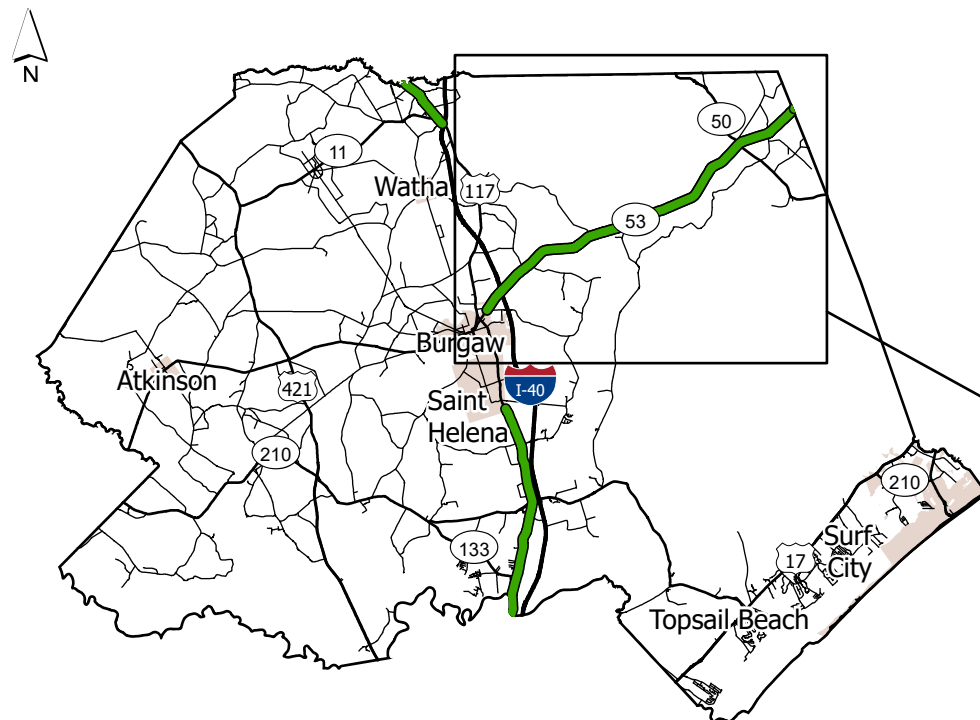 N
50
11
Watha
117
53
Burgaw
Atkinson
421
I-40
Saint
Helena
210
210
133
Surf
City
17
Topsail Beach